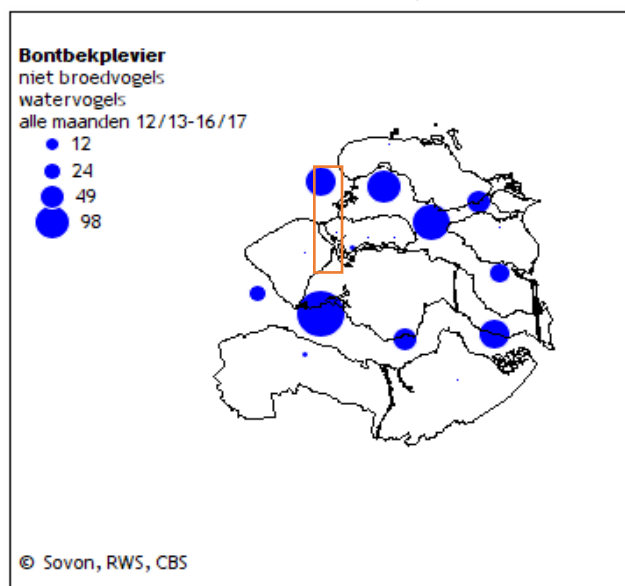 Bontbekplevier
niet broedvogels
watervogels
alle maanden 12/13-16/17
12
24
49
98
© Sovon, RWS, CBS